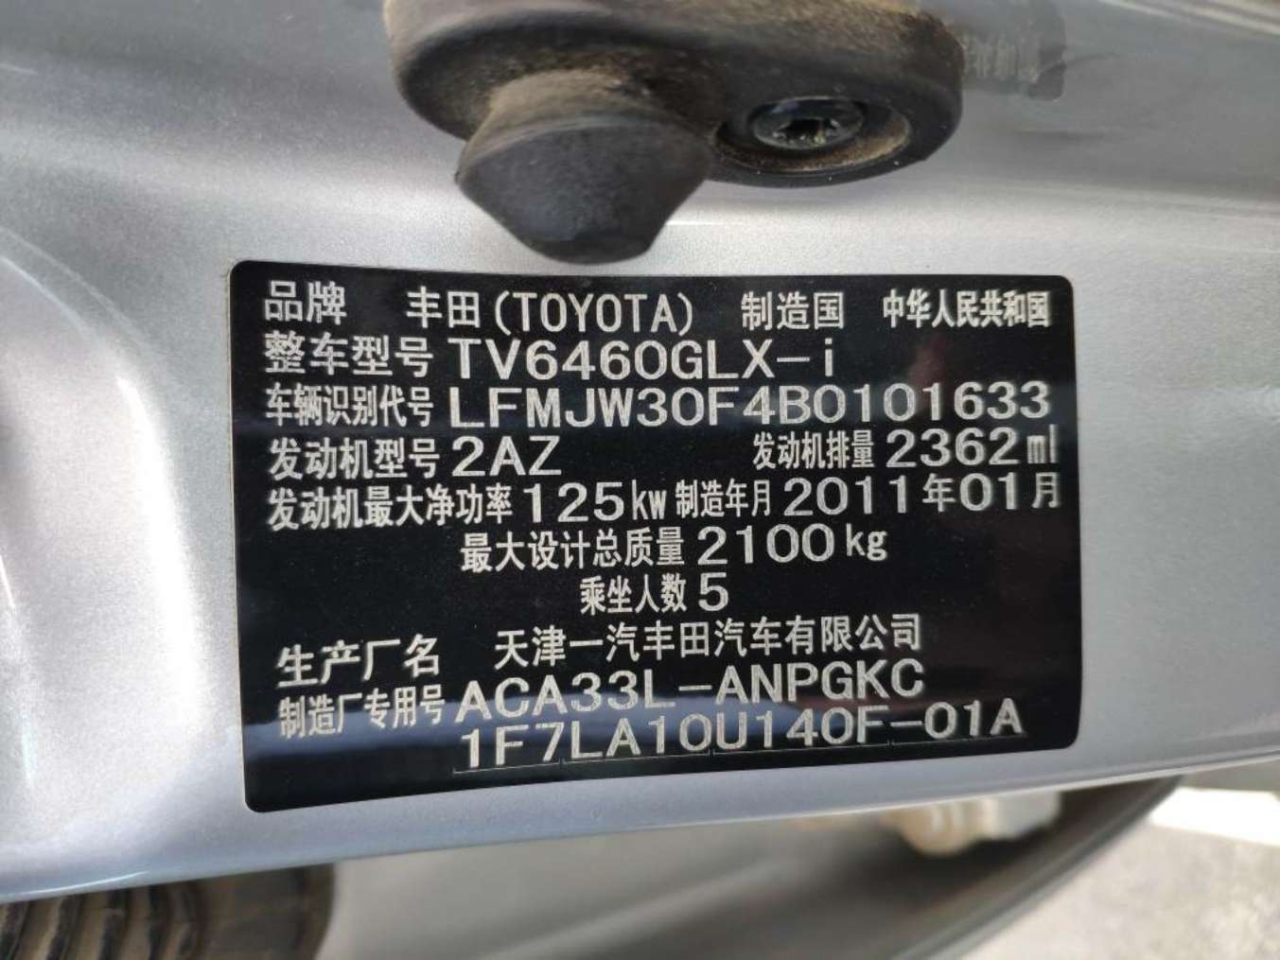 品牌 丰田(TOYOTA) 制造国 中华人民共和国
整车型号 TV6460GLX-i
车辆识别代号 LFMJW30F4B0101633
发动机型号 2AZ 发动机排量 2362ml
发动机最大净功率 125kw 制造年月 2011年01月
最大设计总质量 2100kg
乘坐人数 5
生产厂名 天津一汽丰田汽车有限公司
制造厂专用号 ACA33L-ANPGKC
1F7LA10U140F-01A